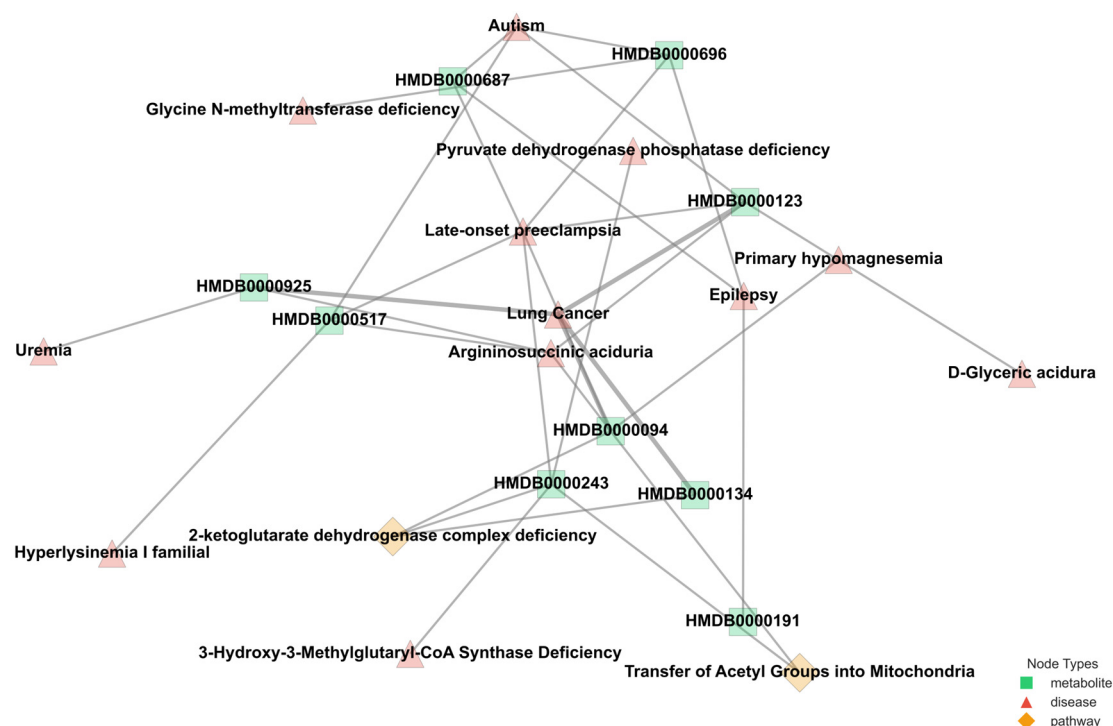 Autism
HMDB0000696
HMDB0000687
Glycine N-methyltransferase deficiency
Pyruvate dehydrogenase phosphatase deficiency
HMDB0000123
Late-onset preeclampsia
Primary hypomagnesemia
HMDB0000925
Epilepsy
HMDB0000517
Lung Cancer
Uremia
Argininosuccinic aciduria
D-Glyceric acidura
HMDB0000094
HMDB0000243
HMDB0000134
2-ketoglutarate dehydrogenase complex deficiency
Hyperlysinemia I familial
HMDB0000191
3-Hydroxy-3-Methylglutaryl-CoA Synthase Deficiency
Transfer of Acetyl Groups into Mitochondria
Node Types
metabolite
disease
pathway